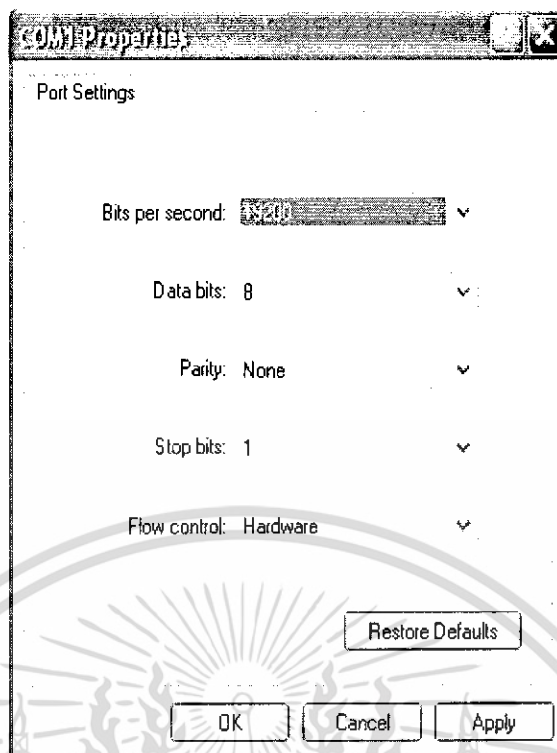 COM1 Properties
Port Settings
Bits per second: 19200
Data bits: 8
Parity: None
Stop bits: 1
Flow control: Hardware
Restore Defaults
OK Cancel Apply